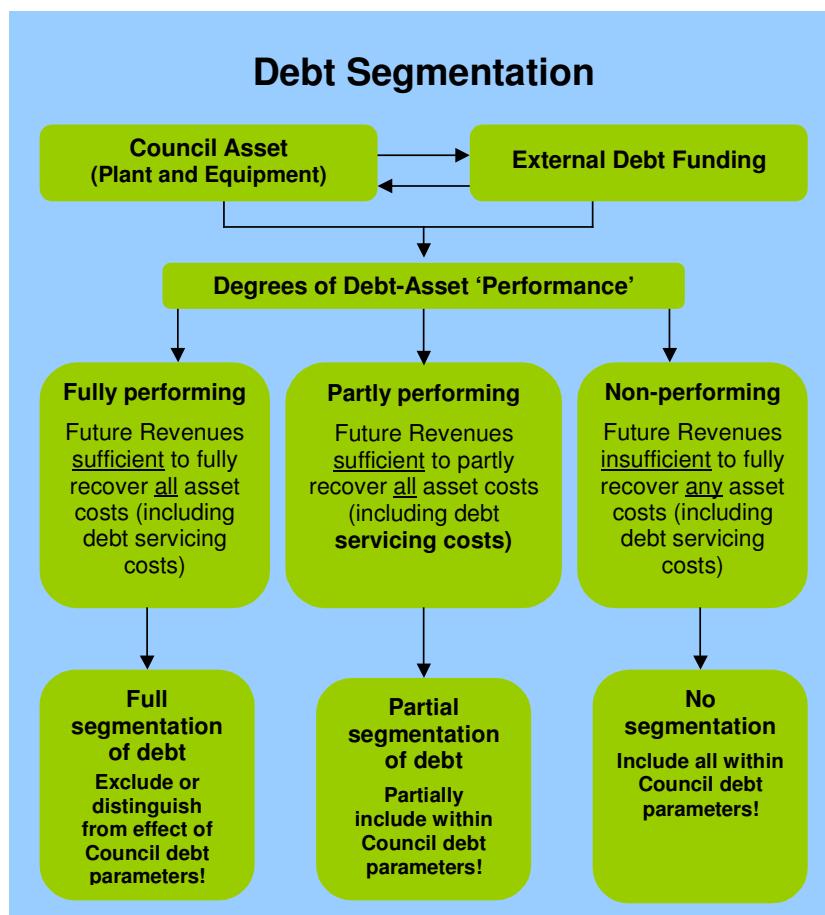 Debt Segmentation
Council Asset
(Plant and Equipment)
External Debt Funding
Degrees of Debt-Asset ‘Performance’
Fully performing
Future Revenues
sufficient to fully
recover all asset
costs (including
debt servicing
costs)
Partly performing
Future Revenues
sufficient to partly
recover all asset costs
(including debt
servicing costs)
Non-performing
Future Revenues
insufficient to fully
recover any asset
costs (including
debt servicing
costs)
Full
segmentation
of debt
Exclude or
distinguish
from effect of
Council debt
parameters!
Partial
segmentation
of debt
Partially
include within
Council debt
parameters!
No
segmentation
Include all within
Council debt
parameters!